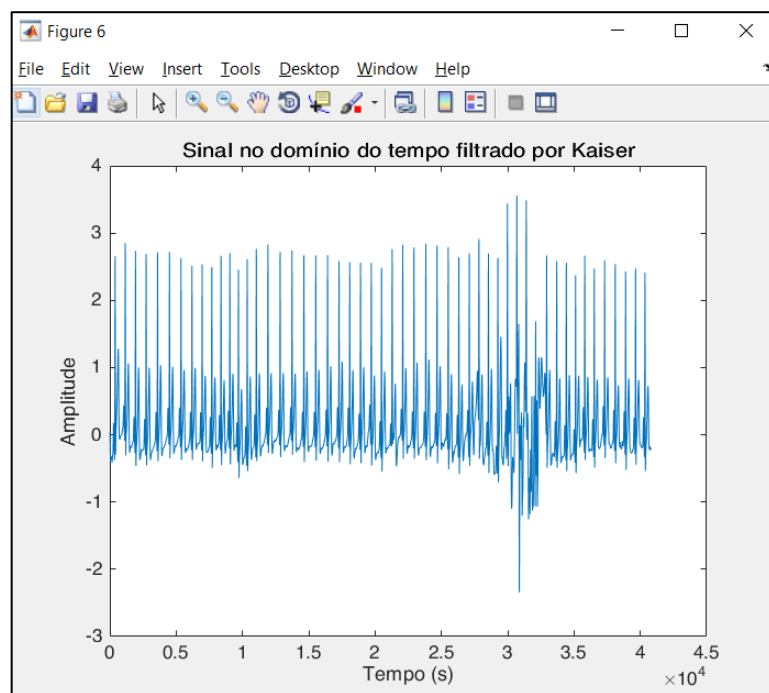 Figure 6
File Edit View Insert Tools Desktop Window Help
Sinal no domínio do tempo filtrado por Kaiser
4
3
2
1
0
-1
-2
-3
Amplitude
0 0.5 1 1.5 2 2.5 3 3.5 4 4.5
Tempo (s)
×10⁴